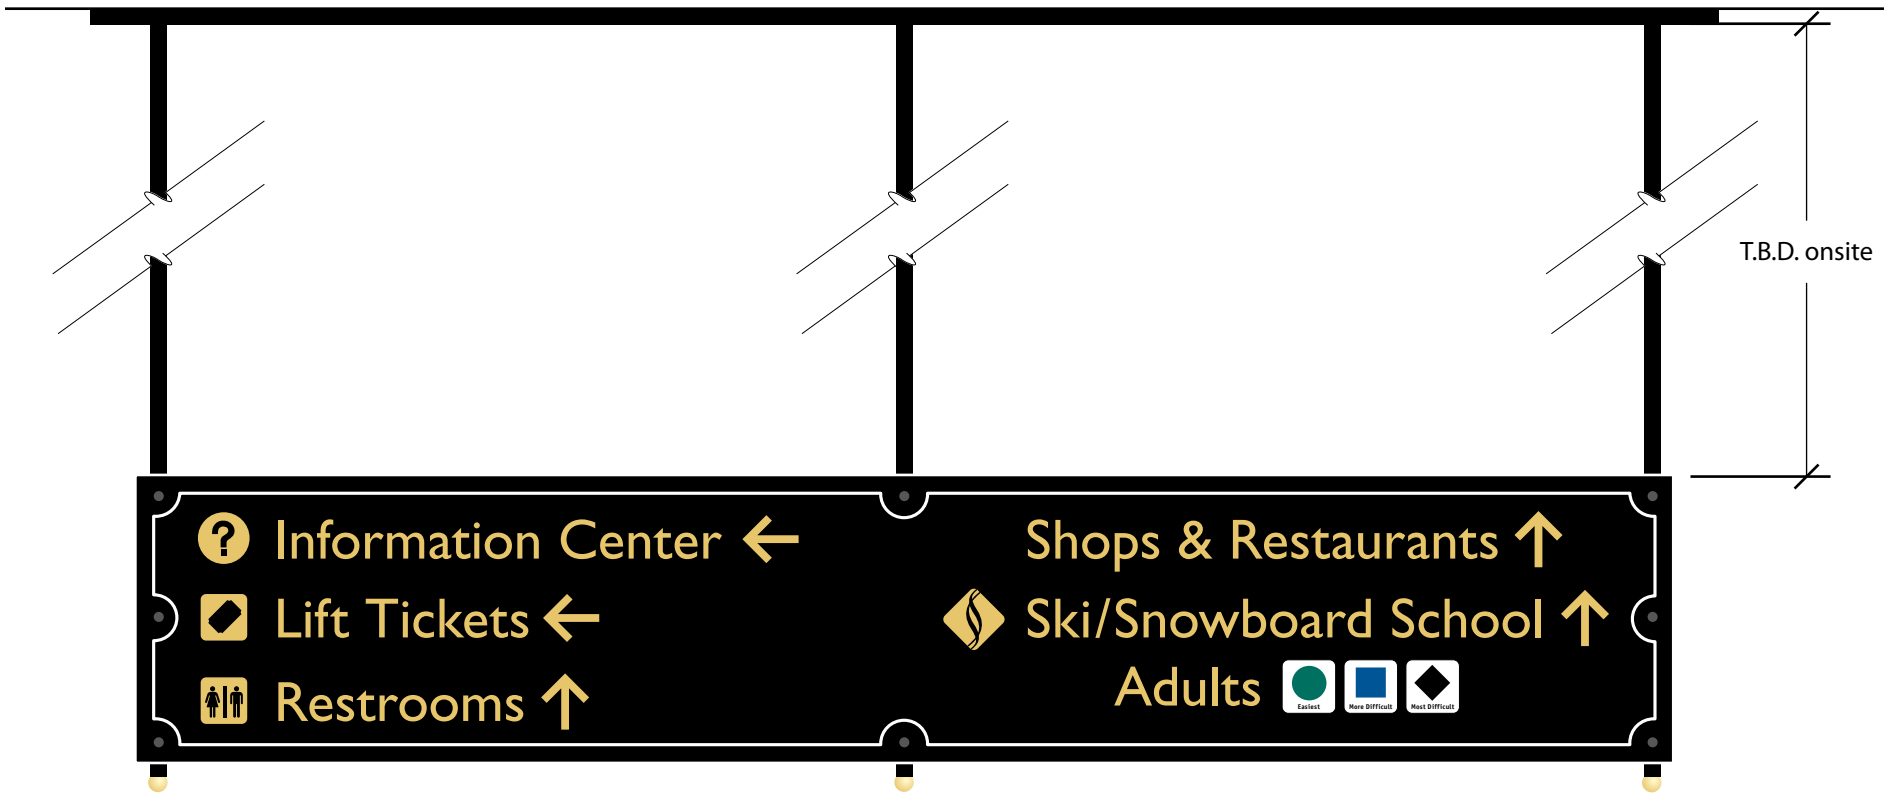 T.B.D. onsite
? Information Center ←
Lift Tickets ←
Restrooms ↑
Shops & Restaurants ↑
Ski/Snowboard School ↑
Adults
Easiest
More Difficult
Most Difficult